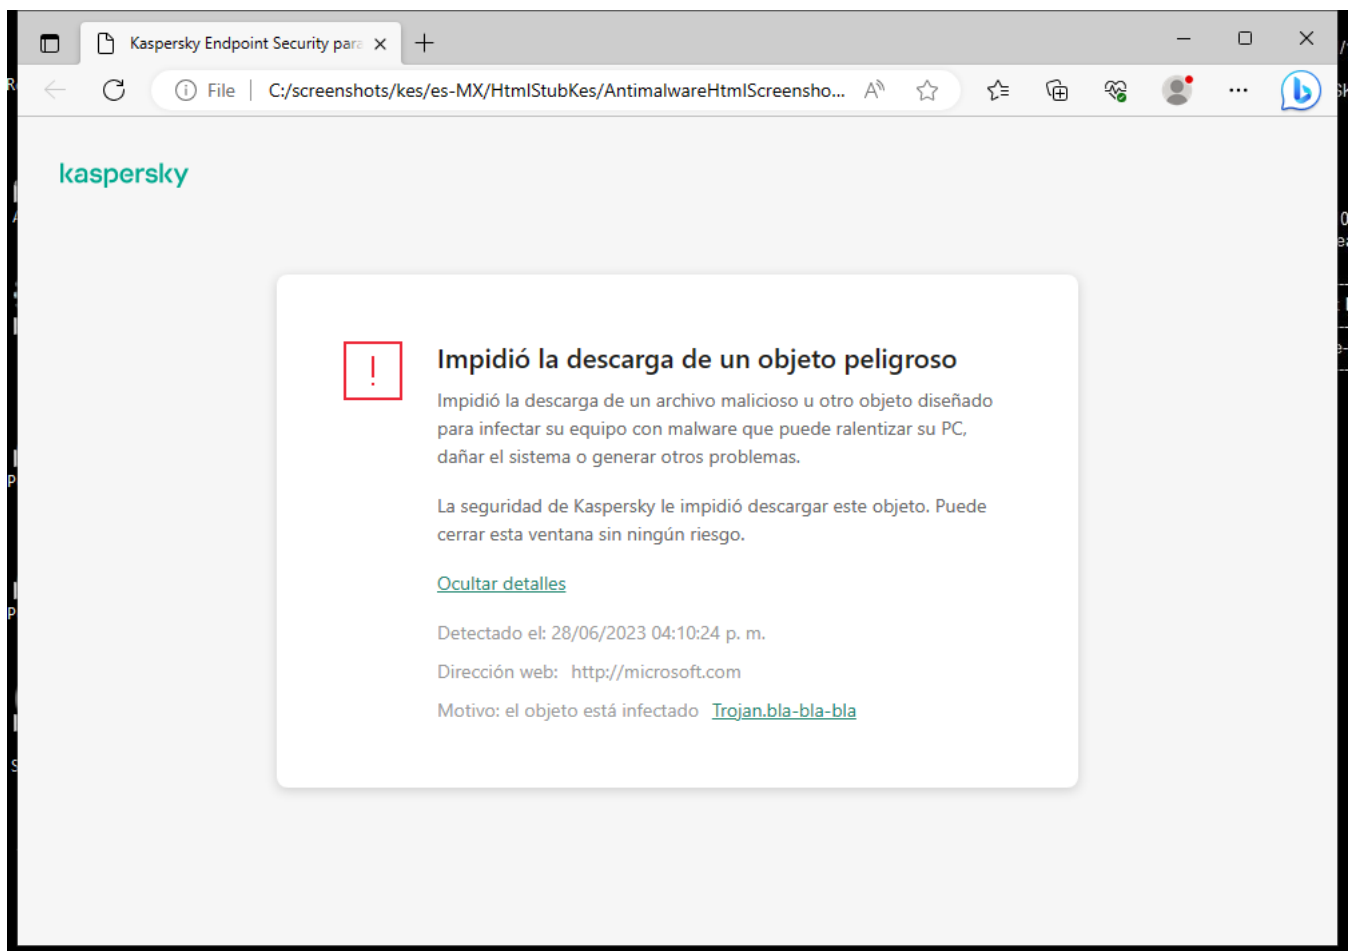 Kaspersky Endpoint Security para
File
C:/screenshots/kes/es-MX/HtmlStubKes/AntimalwareHtmlScreensho...
kaspersky
Impidió la descarga de un objeto peligroso
Impidió la descarga de un archivo malicioso u otro objeto diseñado
para infectar su equipo con malware que puede ralentizar su PC,
dañar el sistema o generar otros problemas.
La seguridad de Kaspersky le impidió descargar este objeto. Puede
cerrar esta ventana sin ningún riesgo.
Ocultar detalles
Detectado el: 28/06/2023 04:10:24 p. m.
Dirección web: http://microsoft.com
Motivo: el objeto está infectado Trojan.bla-bla-bla